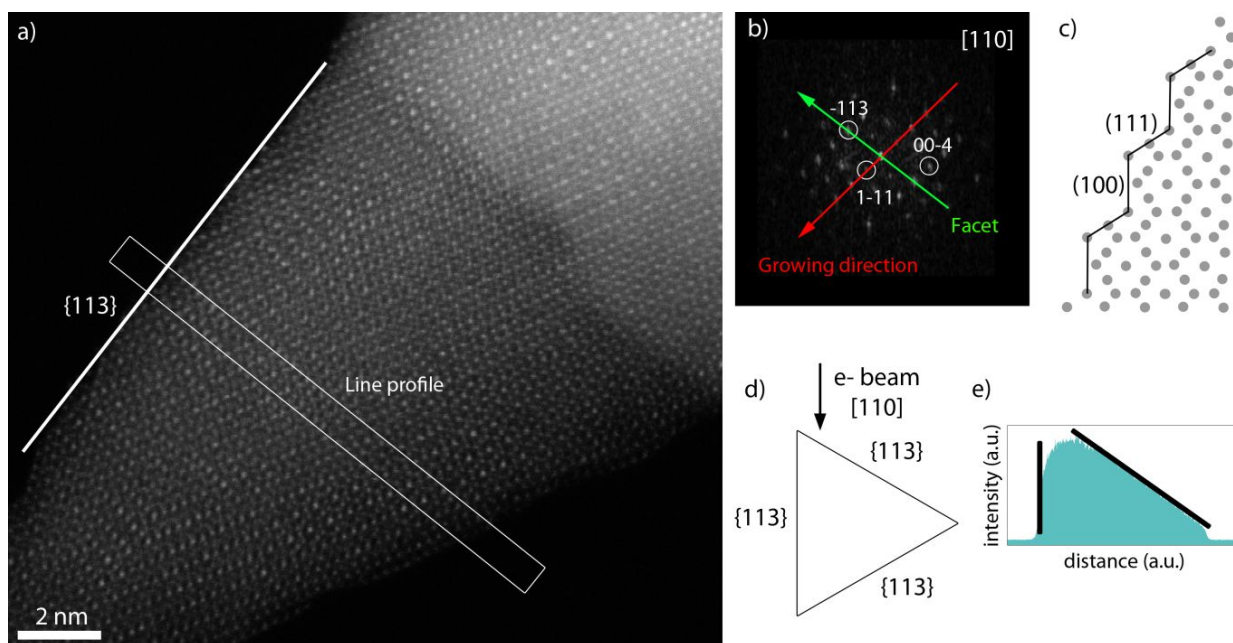 a)
{113}
Line profile
2 nm
b)
[110]
-113
00-4
1-11
Facet
Growing direction
c)
(111)
(100)
d)
e- beam
[110]
{113}
{113}
{113}
e)
intensity (a.u.)
distance (a.u.)